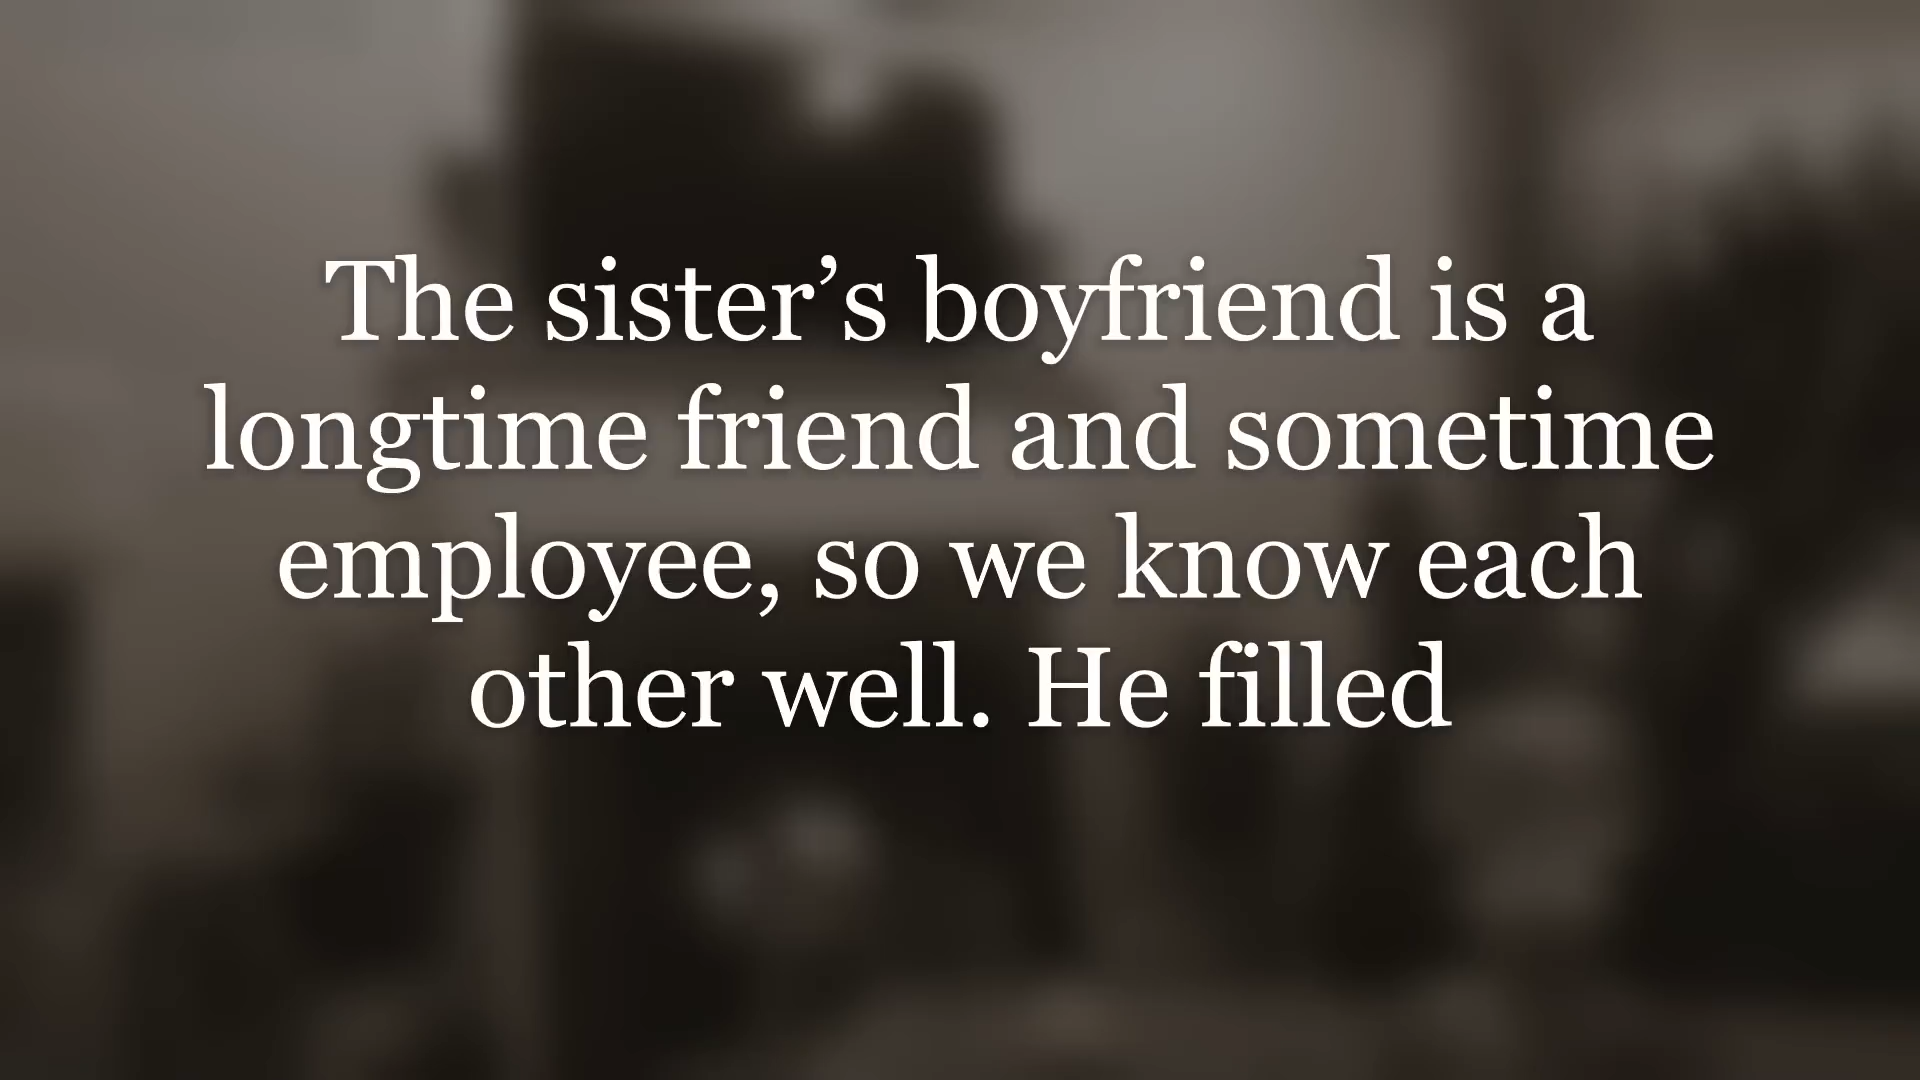 The sister’s boyfriend is a
longtime friend and sometime
employee, so we know each
other well. He filled